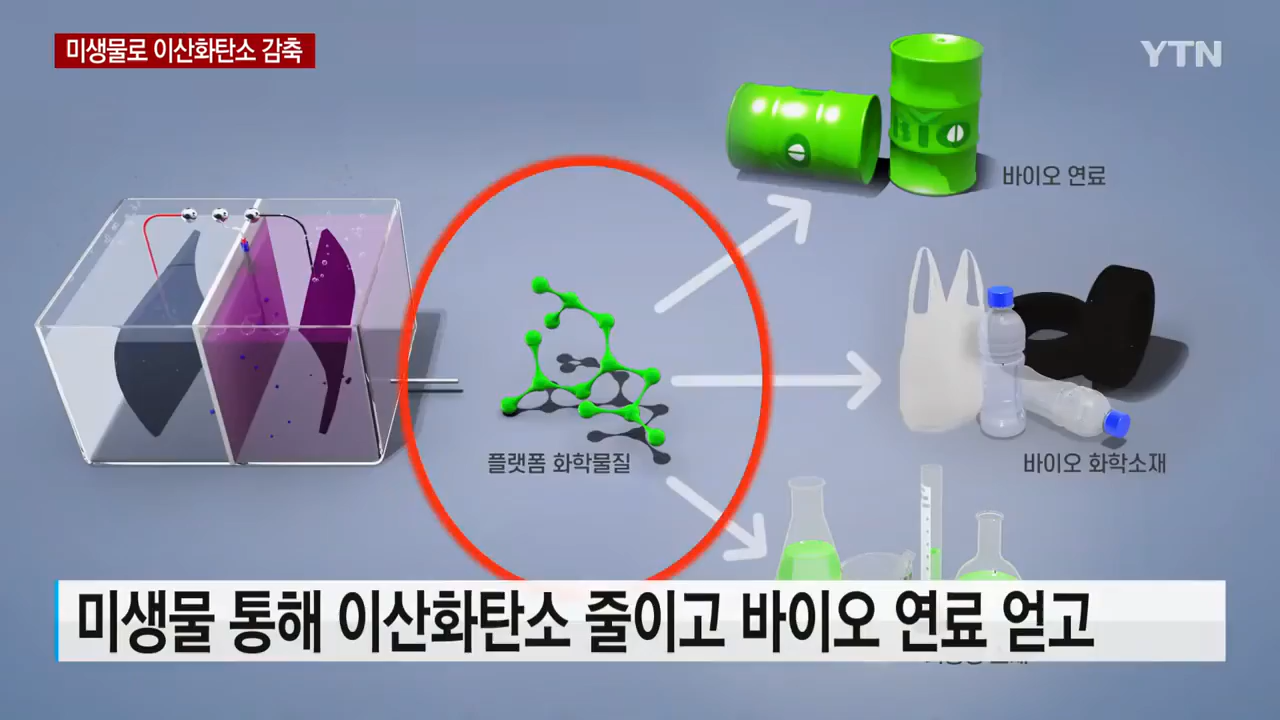 미생물로 이산화탄소 감축
YTN
BIO
바이오 연료
플랫폼 화학물질
바이오 화학소재
미생물 통해 이산화탄소 줄이고 바이오 연료 얻고